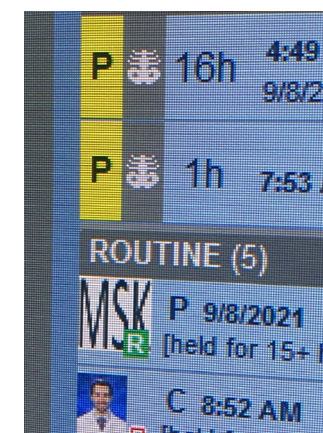 P 16h 4:49
9/8/2
P 1h 7:53
ROUTINE (5)
MSK R P 9/8/2021
[held for 15+
C 8:52 AM